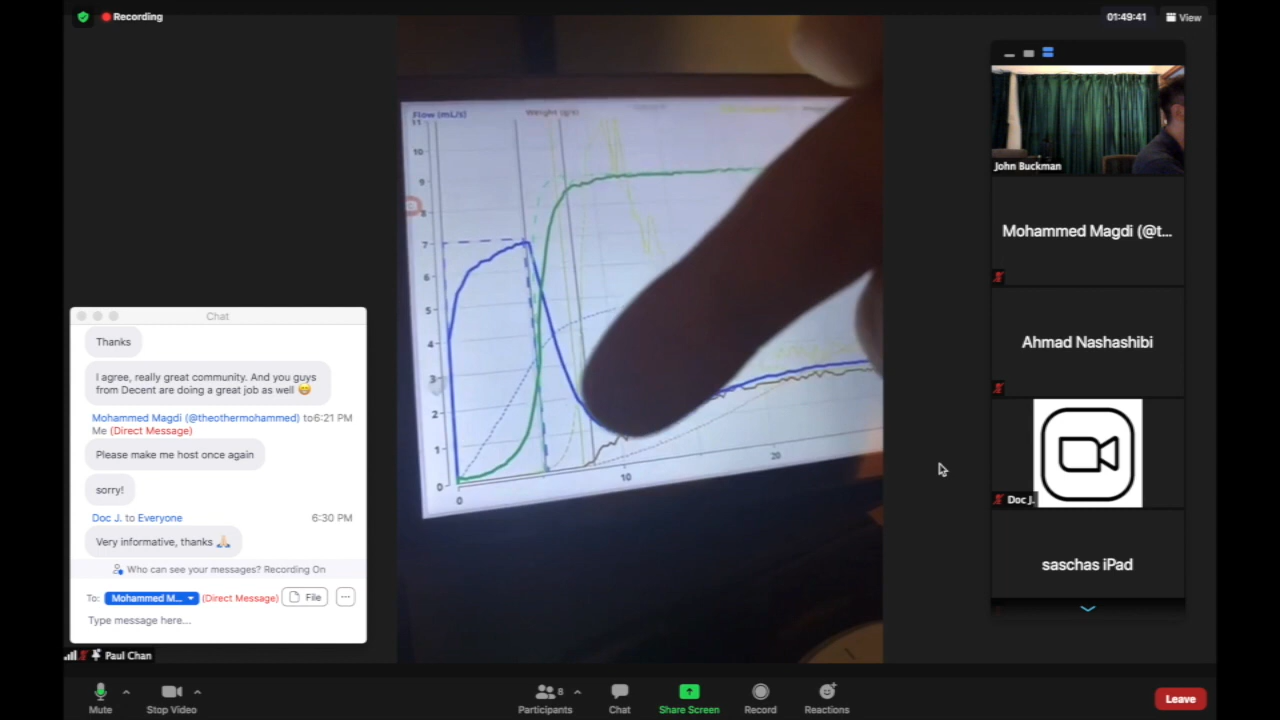 Recording
01:49:41
View
Flow (mL/s)
Weight (g/s)
11
10
9
8
7
6
5
4
3
2
1
0
0
10
20
Chat
Thanks
I agree, really great community. And you guys
from Decent are doing a great job as well 😄
Mohammed Magdi (@theothermohammed) to6:21 PM
Me (Direct Message)
Please make me host once again
sorry!
Doc J. to Everyone 6:30 PM
Very informative, thanks 🙏🏻
Who can see your messages? Recording On
To: Mohammed M... (Direct Message) File ...
Type message here...
Paul Chan
John Buckman
Mohammed Magdi (@t...
Ahmad Nashashibi
Doc J.
saschas iPad
Mute
Stop Video
Participants 8
Chat
Share Screen
Record
Reactions
Leave